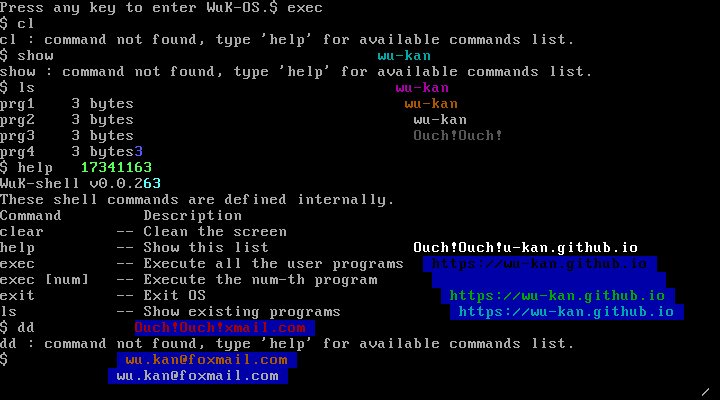 Press any key to enter WuK-OS.$ exec
$ cl
cl : command not found, type 'help' for available commands list.
$ show wu-kan
show : command not found, type 'help' for available commands list.
$ ls wu-kan
prg1 3 bytes wu-kan
prg2 3 bytes wu-kan
prg3 3 bytes Ouch!Ouch!
prg4 3 bytes3
$ help 17341163
WuK-shell v0.0.263
These shell commands are defined internally.
Command Description
clear -- Clean the screen
help -- Show this list Ouch!Ouch!u-kan.github.io
exec -- Execute all the user programs https://wu-kan.github.io
exec [num] -- Execute the num-th program
exit -- Exit OS https://wu-kan.github.io
ls -- Show existing programs https://wu-kan.github.io
$ dd Ouch!Ouch!xmail.com
dd : command not found, type 'help' for available commands list.
$ wu.kan@foxmail.com
wu.kan@foxmail.com
/